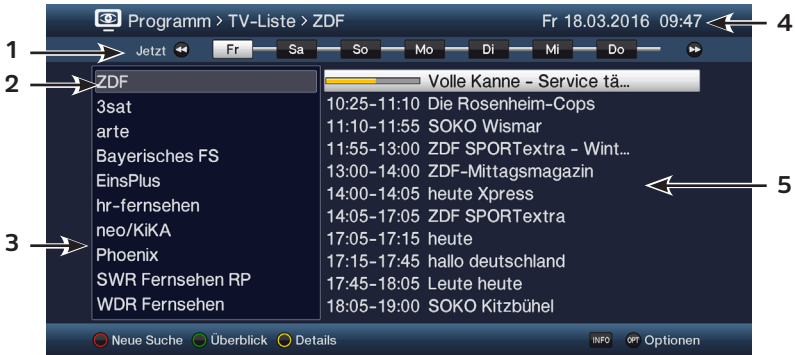 Programm > TV-Liste > ZDF Fr 18.03.2016 09:47 4
1 Jetzt Fr Sa So Mo Di Mi Do
2 ZDF
3sat
arte
Bayerisches FS
EinsPlus
hr-fernsehen
neo/KiKA
3 Phoenix
SWR Fernsehen RP
WDR Fernsehen
Volle Kanne - Service tä...
10:25-11:10 Die Rosenheim-Cops
11:10-11:55 SOKO Wismar
11:55-13:00 ZDF SPORTextra - Wint...
13:00-14:00 ZDF-Mittagsmagazin
14:00-14:05 heute Xpress 5
14:05-17:05 ZDF SPORTextra
17:05-17:15 heute
17:15-17:45 hallo deutschland
17:45-18:05 Leute heute
18:05-19:00 SOKO Kitzbühel
Neue Suche Überblick Details INFO OPT Optionen